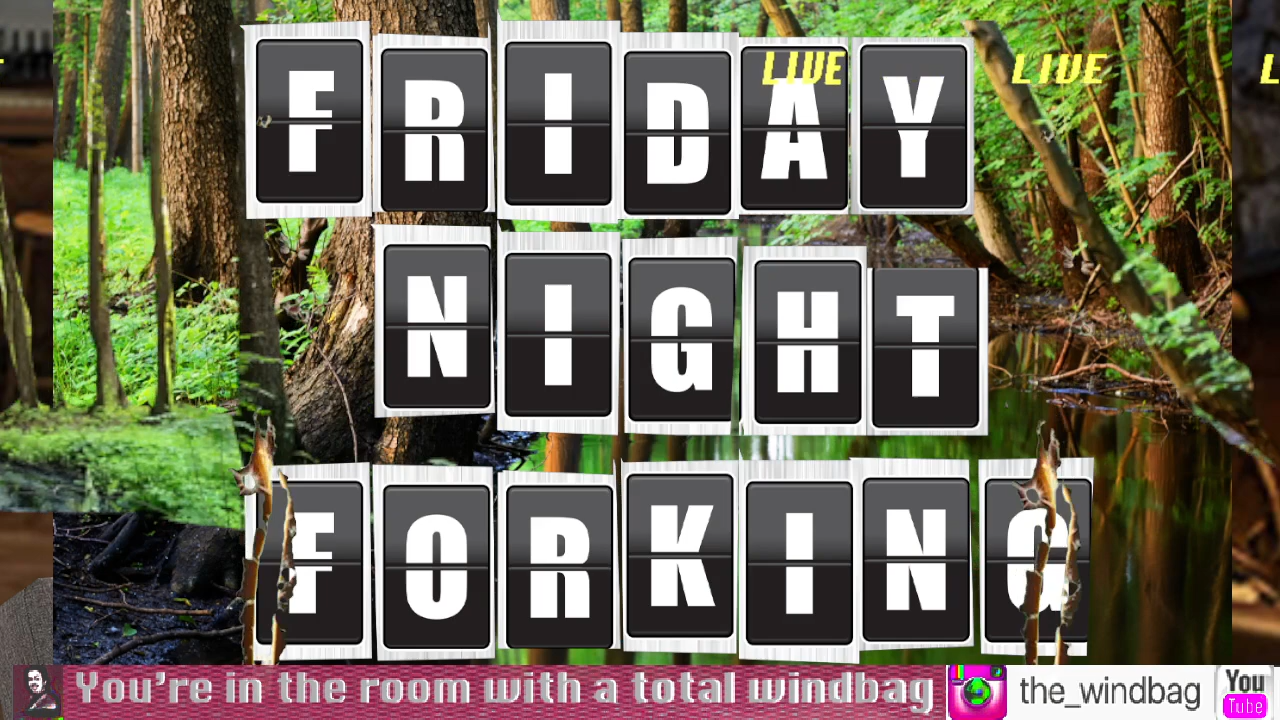 LIVE LIVE L
FRIDAY
NIGHT
FORKING
You're in the room with a total windbag the_windbag You Tube